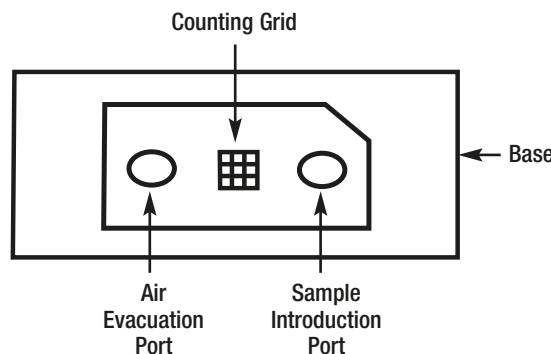 Counting Grid
Base
Air
Evacuation
Port
Sample
Introduction
Port